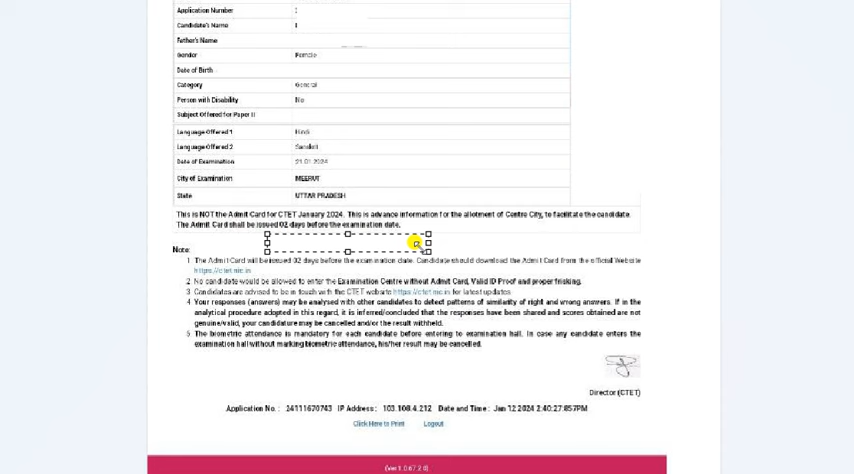 Application Number :
Candidate's Name
Father's Name
Gender Female
Date of Birth
Category General
Person with Disability No
Subject Offered for Paper II
Language Offered 1 Hindi
Language Offered 2 Sanskrit
Date of Examination 21.01.2024
City of Examination MEERUT
State UTTAR PRADESH
This is NOT the Admit Card for CTET January 2024. This is advance information for the allotment of Centre City, to facilitate the candidate.
The Admit Card shall be issued 02 days before the examination date.
Note:
1 The Admit Card will be issued 02 days before the examination date. Candidate should download the Admit Card from the official Website
https://ctet.nic.in
2 No candidate would be allowed to enter the Examination Centre without Admit Card, Valid ID Proof and proper frisking.
3 Candidates are advised to be in touch with the CTET website https://ctet.nic.in for latest updates
4 Your responses (answers) may be analysed with other candidates to detect patterns of similarity of right and wrong answers. If in the
analytical procedure adopted in this regard, it is inferred/concluded that the responses have been shared and scores obtained are not
genuine/valid, your candidature may be cancelled and/or the result withheld.
5 The biometric attendance is mandatory for each candidate before entering to examination hall. In case any candidate enters the
examination hall without marking biometric attendance, his/her result may be cancelled.
Director (CTET)
Application No. : 24111670743 IP Address: 103.108.4.212 Date and Time : Jan 12 2024 2:40:27:857PM
Click Here to Print Logout
(ver 1.0.67.2.0)